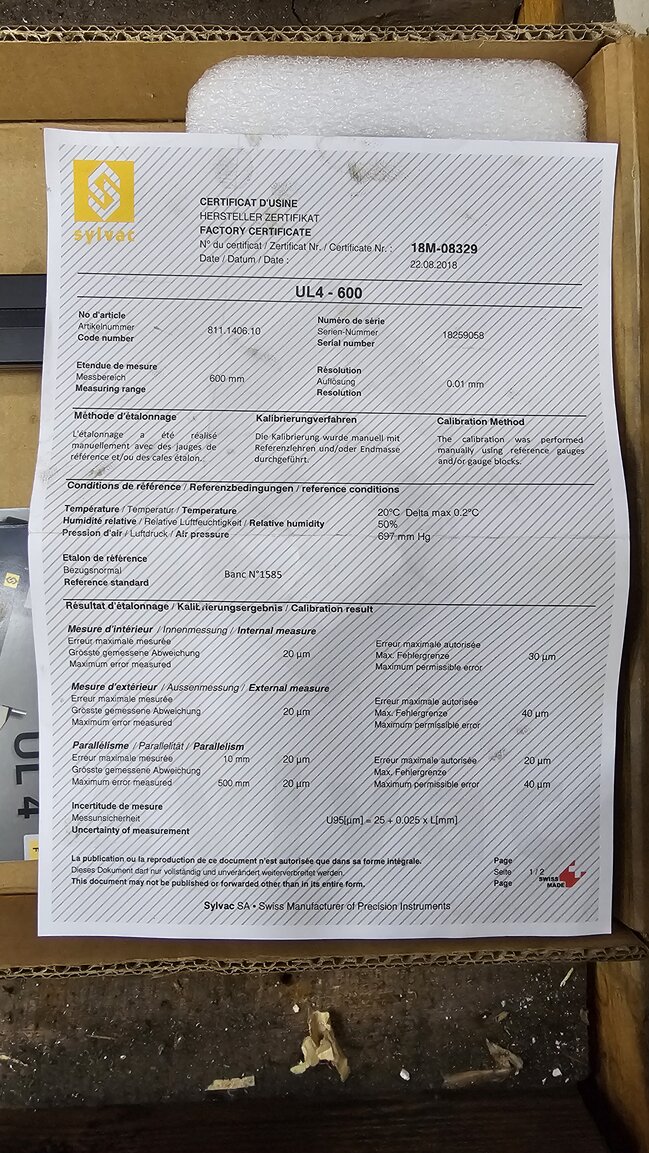 sylvac
CERTIFICAT D'USINE
HERSTELLER ZERTIFIKAT
FACTORY CERTIFICATE
N° du certificat / Zertificat Nr. / Certificate Nr. : 18M-08329
Date / Datum / Date : 22.08.2018
UL4 - 600
No d'article
Artikelnummer 811.1406.10
Code number
Numéro de série
Serien-Nummer 18259058
Serial number
Etendue de mesure
Messbereich 600 mm
Measuring range
Résolution
Auflösung 0.01 mm
Resolution
Méthode d'étalonnage
L'étalonnage a été réalisé
manuellement avec des jauges de
référence et/ou des cales étalon..
Kalibrierungverfahren
Die Kalibrierung wurde manuell mit
Referenzlehren und/oder Endmasse
durchgeführt.
Calibration Method
The calibration was performed
manually using reference gauges
and/or gauge blocks.
Conditions de référence / Referenzbedingungen / reference conditions
Température / Temperatur / Temperature 20°C Delta max 0.2°C
Humidité relative / Relative Luftfeuchtigkeit / Relative humidity 50%
Pression d'air / Luftdruck / Air pressure 697 mm Hg
Etalon de référence
Bezugsnormal Banc N°1585
Reference standard
Résultat d'étalonnage / Kalibrierungsergebnis / Calibration result
Mesure d'intérieur / Innenmessung / Internal measure
Erreur maximale mesurée
Grösste gemessene Abweichung 20 µm
Maximum error measured
Erreur maximale autorisée
Max. Fehlergrenze 30 µm
Maximum permissible error
Mesure d'extérieur / Aussenmessung / External measure
Erreur maximale mesurée
Grösste gemessene Abweichung 20 µm
Maximum error measured
Erreur maximale autorisée
Max. Fehlergrenze 40 µm
Maximum permissible error
Parallélisme / Parallelität / Parallelism
Erreur maximale mesurée 10 mm 20 µm
Grösste gemessene Abweichung
Maximum error measured 500 mm 20 µm
Erreur maximale autorisée 20 µm
Max. Fehlergrenze
Maximum permissible error 40 µm
Incertitude de mesure
Messunsicherheit U95[µm] = 25 + 0.025 x L[mm]
Uncertainty of measurement
La publication ou la reproduction de ce document n'est autorisée que dans sa forme intégrale.
Dieses Dokument darf nur vollständig und unverändert weiterverbreitet werden.
This document may not be published or forwarded other than in its entire form.
Page
Seite 1 / 2
Page
SWISS
MADE
Sylvac SA • Swiss Manufacturer of Precision Instruments
UL4